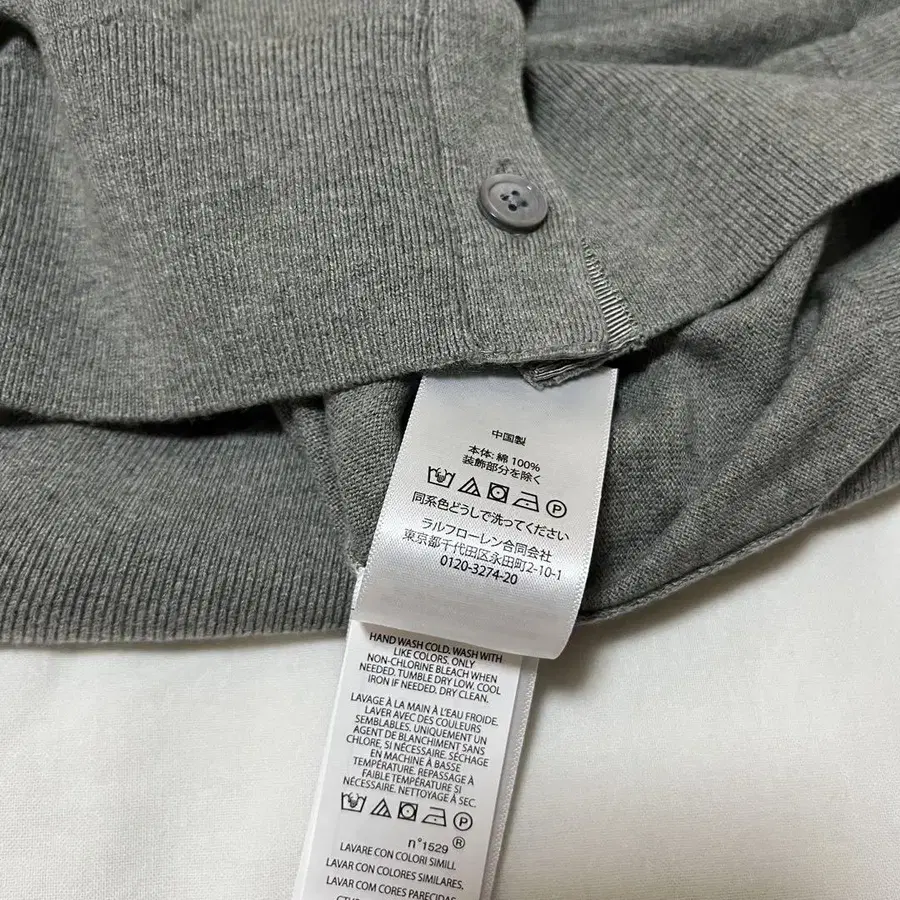 中国製
本体: 綿 100%
装飾部分を除く
P
同系色どうしで洗ってください
ラルフローレン合同会社
東京都千代田区永田町2-10-1
0120-3274-20
HAND WASH COLD. WASH WITH
LIKE COLORS. ONLY
NON-CHLORINE BLEACH WHEN
NEEDED. TUMBLE DRY LOW. COOL
IRON IF NEEDED. DRY CLEAN.
LAVAGE À LA MAIN À L'EAU FROIDE.
LAVER AVEC DES COULEURS
SEMBLABLES. UNIQUEMENT UN
AGENT DE BLANCHIMENT SANS
CHLORE, SI NÉCESSAIRE. SÉCHAGE
EN MACHINE À BASSE
TEMPÉRATURE. REPASSAGE À
FAIBLE TEMPÉRATURE SI
NÉCESSAIRE. NETTOYAGE À SEC.
P
n°1529 ®
LAVARE CON COLORI SIMILI.
LAVAR CON COLORES SIMILARES.
LAVAR COM CORES PARECIDAS.